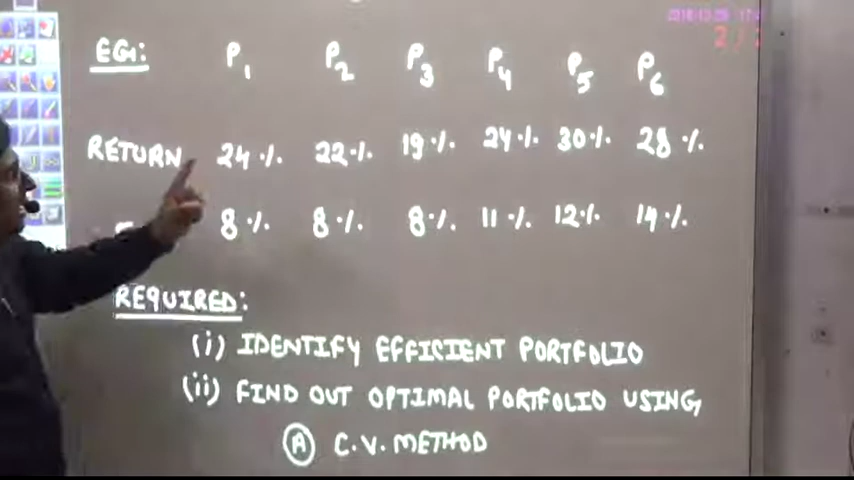 EG: P1 P2 P3 P4 P5 P6
RETURN 24% 22% 19% 24% 30% 28%
8% 8% 8% 11% 12% 14%
REQUIRED:
(i) IDENTIFY EFFICIENT PORTFOLIO
(ii) FIND OUT OPTIMAL PORTFOLIO USING
(A) C.V. METHOD